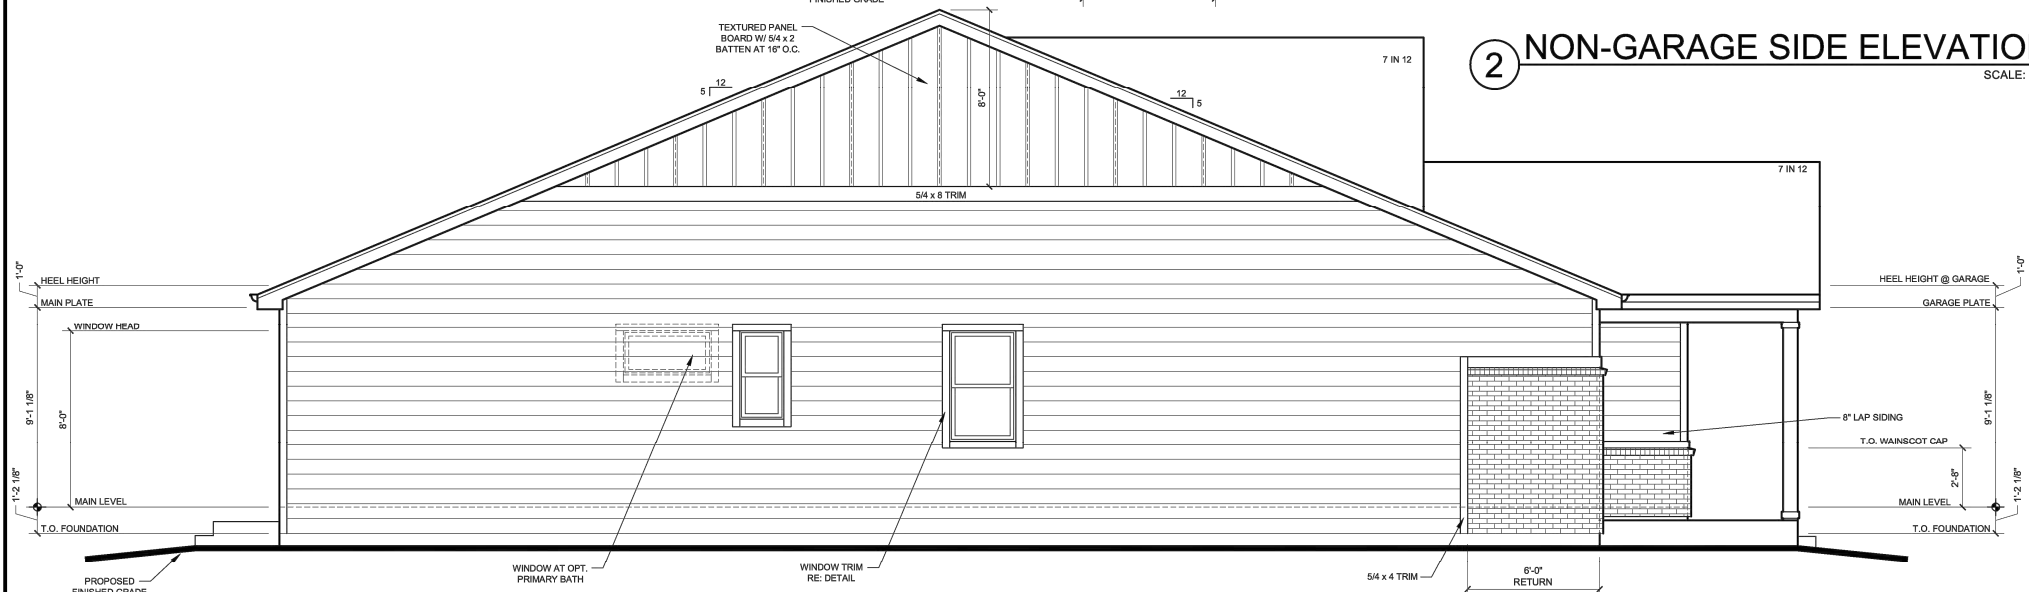 FINISHED GRADE
TEXTURED PANEL
BOARD W/ 5/4 x 2
BATTEN AT 16" O.C.
2
NON-GARAGE SIDE ELEVATIO
SCALE:
7 IN 12
12
5
8'-0"
12
5
7 IN 12
5/4 x 8 TRIM
1'-0"
HEEL HEIGHT
MAIN PLATE
WINDOW HEAD
9'-1 1/8"
8'-0"
1'-2 1/8"
MAIN LEVEL
T.O. FOUNDATION
HEEL HEIGHT @ GARAGE
1'-0"
GARAGE PLATE
8" LAP SIDING
9'-1 1/8"
T.O. WAINSCOT CAP
2'-8"
MAIN LEVEL
1'-2 1/8"
T.O. FOUNDATION
PROPOSED
FINISHED GRADE
WINDOW AT OPT.
PRIMARY BATH
WINDOW TRIM
RE: DETAIL
5/4 x 4 TRIM
6'-0"
RETURN